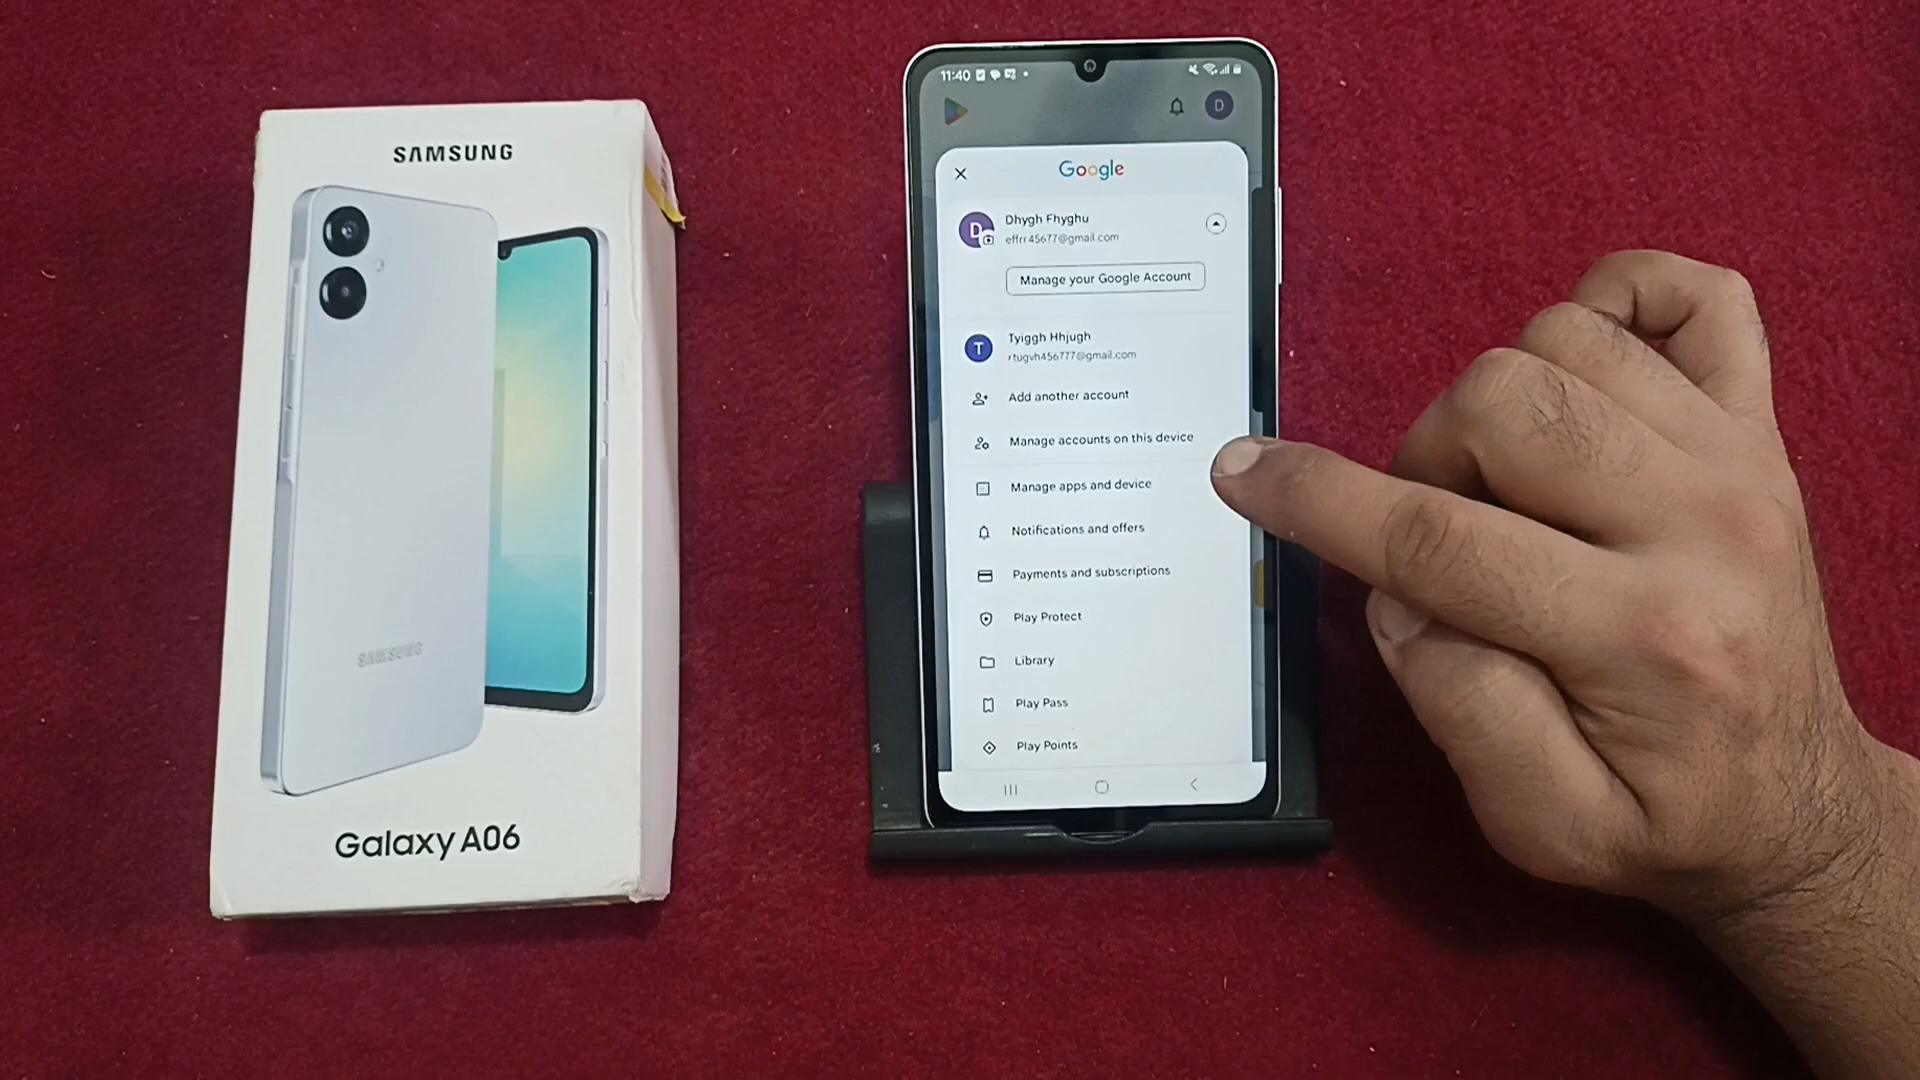 SAMSUNG
SAMSUNG
Galaxy A06
11:40
D
Google
D
Dhygh Fhyghu
effrr45677@gmail.com
Manage your Google Account
T
Tyiggh Hhjugh
rtugvh456777@gmail.com
Add another account
Manage accounts on this device
Manage apps and device
Notifications and offers
Payments and subscriptions
Play Protect
Library
Play Pass
Play Points